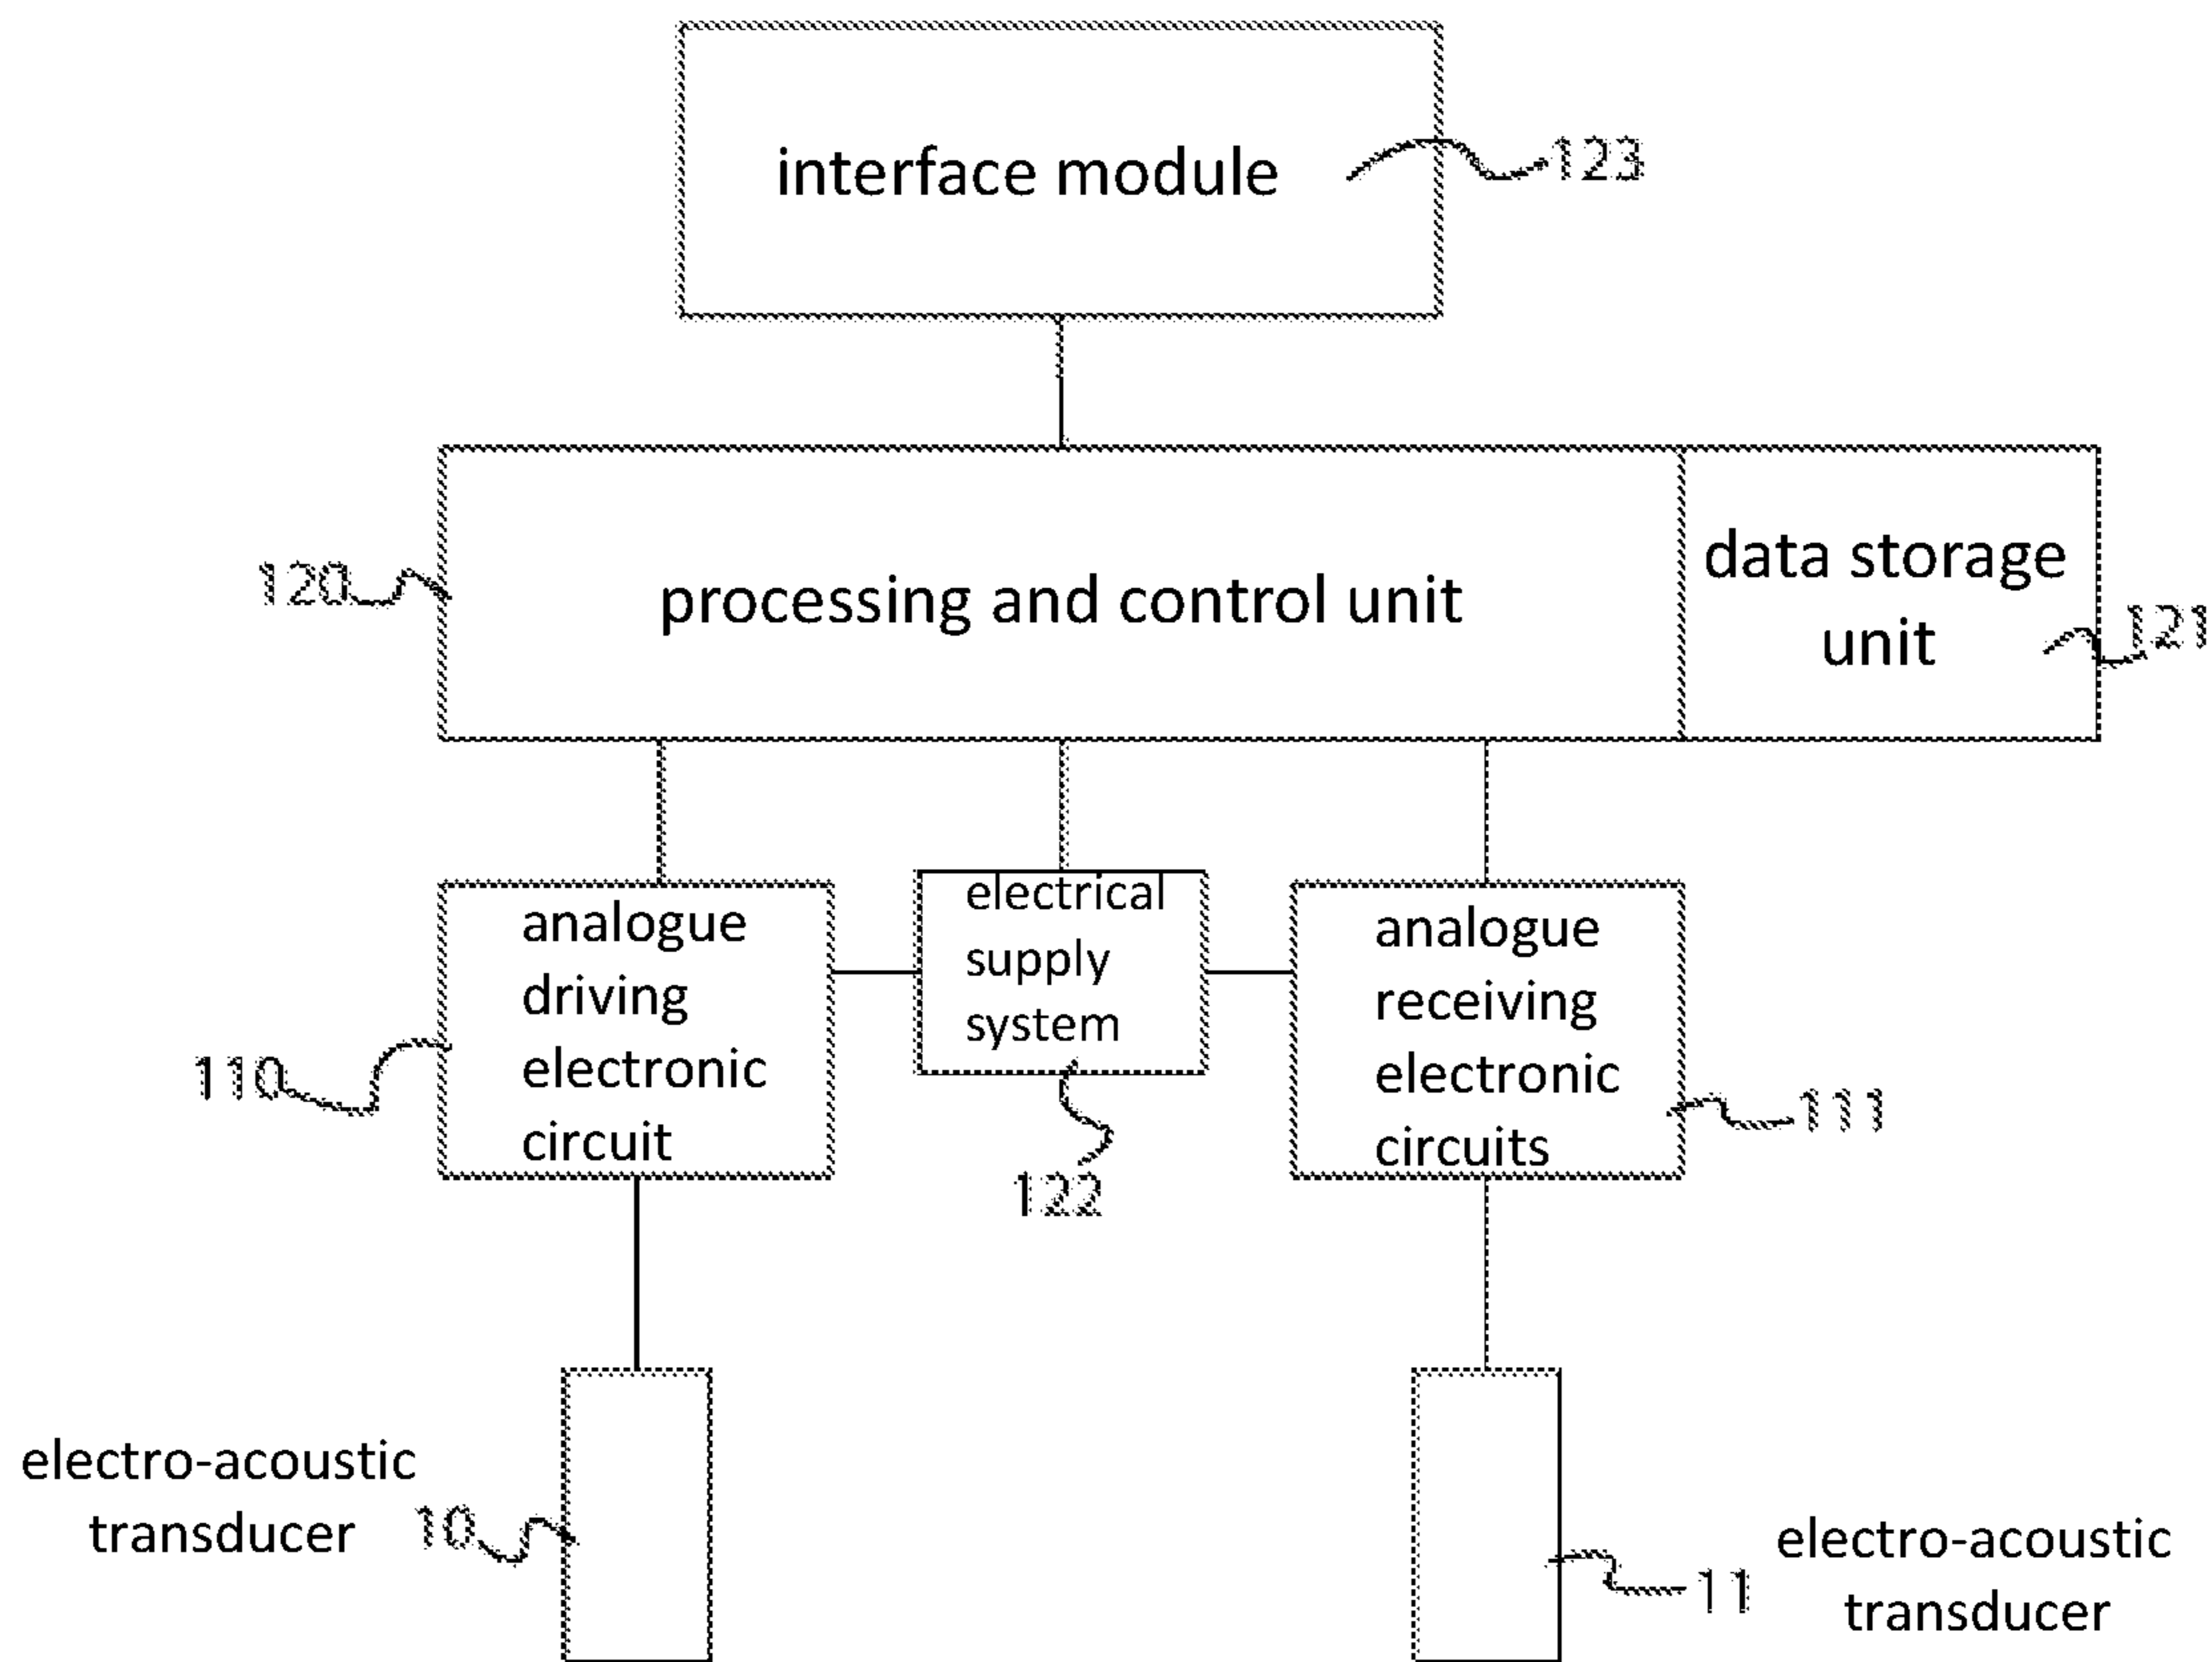 interface module
123
120
processing and control unit
data storage
unit
121
analogue
driving
electronic
circuit
110
electrical
supply
system
122
analogue
receiving
electronic
circuits
111
electro-acoustic
transducer
10
11
electro-acoustic
transducer